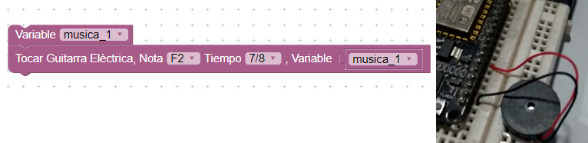 Variable musica_1
Tocar Guitarra Eléctrica, Nota F2 Tiempo 7/8 , Variable musica_1